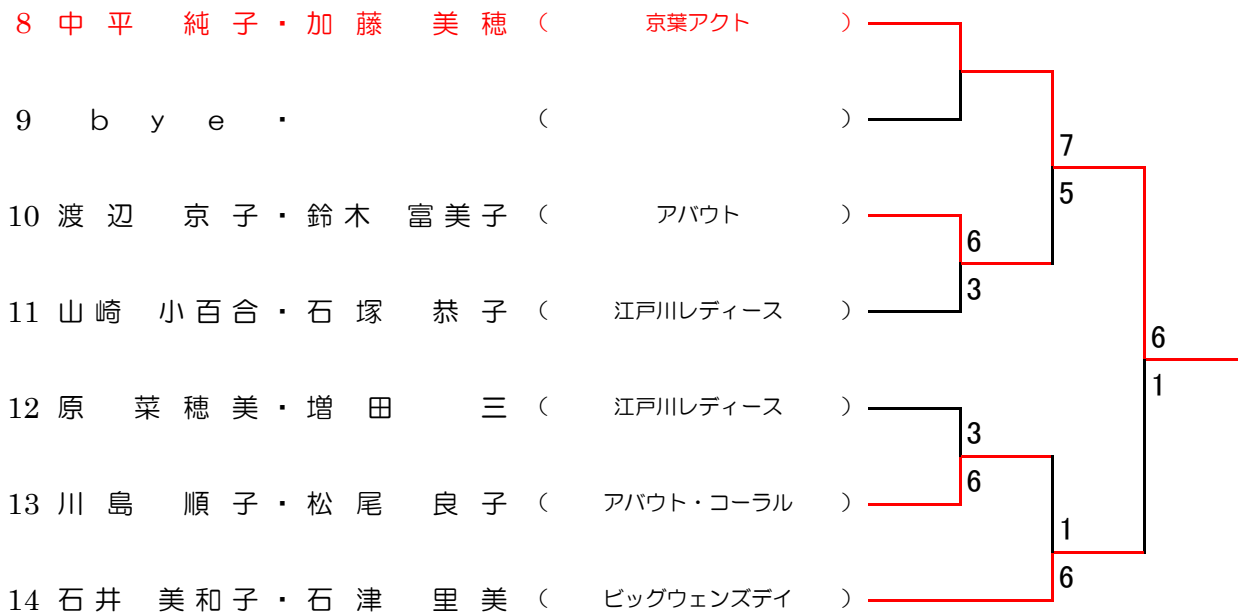 8 中平 純子・加藤 美穂 ( 京葉アクト )
9 bye・ ( )
7
5
10 渡辺 京子・鈴木 富美子 ( アバウト )
6
3
11 山崎 小百合・石塚 恭子 ( 江戸川レディース )
6
1
12 原 菜穂美・増田 三 ( 江戸川レディース )
3
6
13 川島 順子・松尾 良子 ( アバウト・コーラル )
1
6
14 石井 美和子・石津 里美 ( ビッグウェンズデイ )